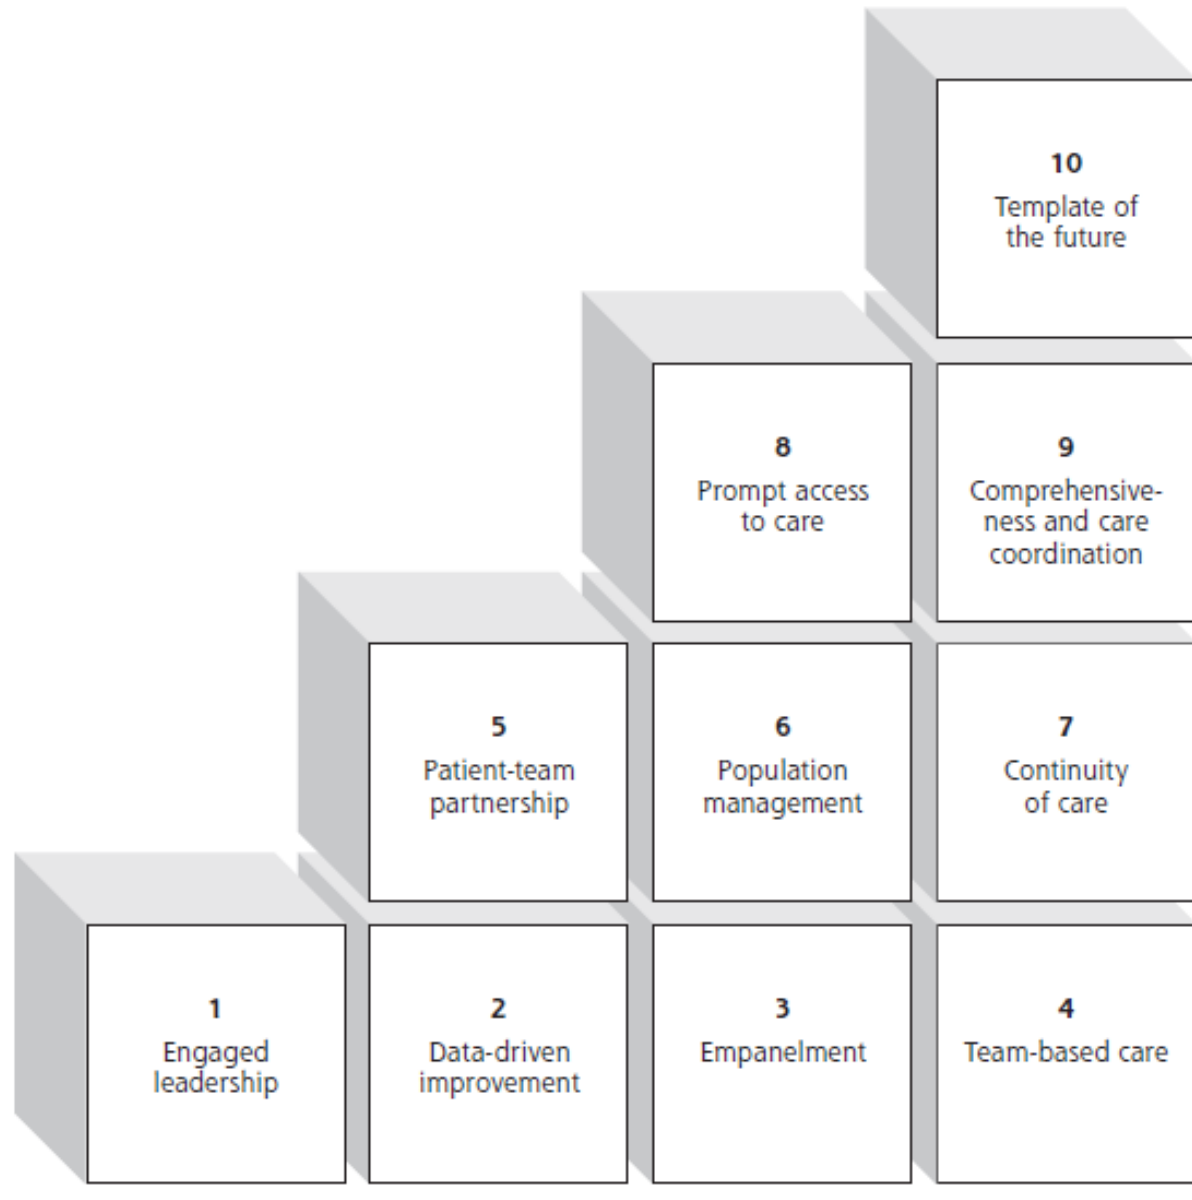 10
Template of
the future
8
Prompt access
to care
9
Comprehensive-
ness and care
coordination
5
Patient-team
partnership
6
Population
management
7
Continuity
of care
1
Engaged
leadership
2
Data-driven
improvement
3
Empanelment
4
Team-based care